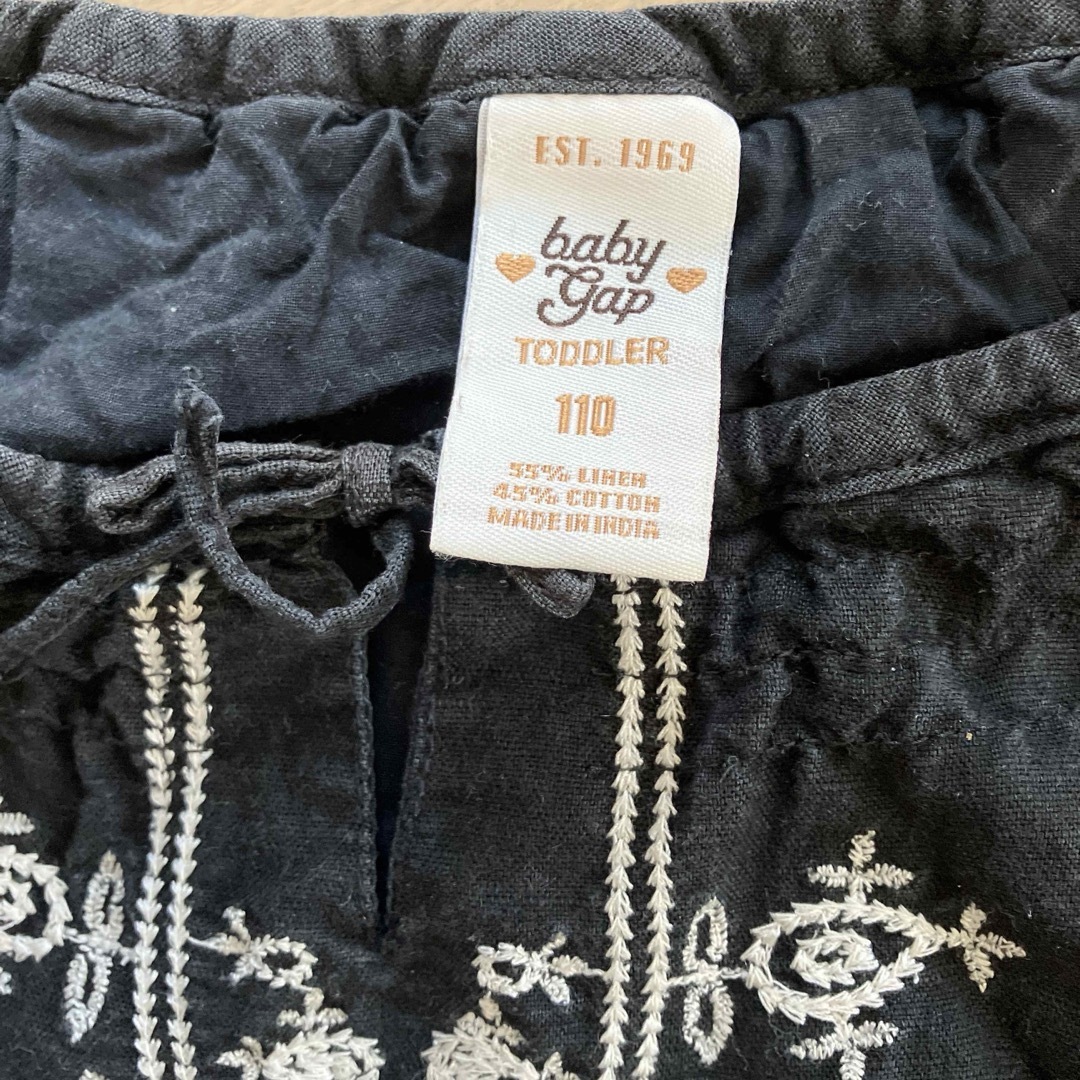 EST. 1969
baby
Gap
TODDLER
110
55% LINEN
45% COTTON
MADE IN INDIA